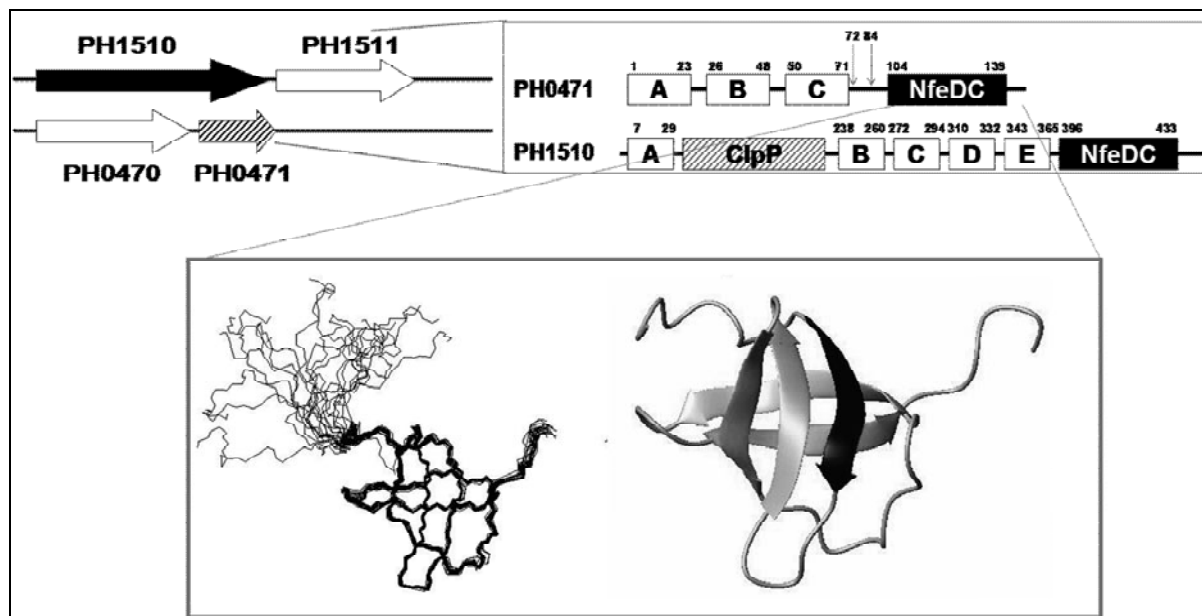 PH1510
PH1511
PH0470
PH0471
72 84
1 23 26 48 50 71 104 139
PH0471 A B C NfeDC
7 29 238 260 272 294 310 332 343 365 396 433
PH1510 A ClpP B C D E NfeDC